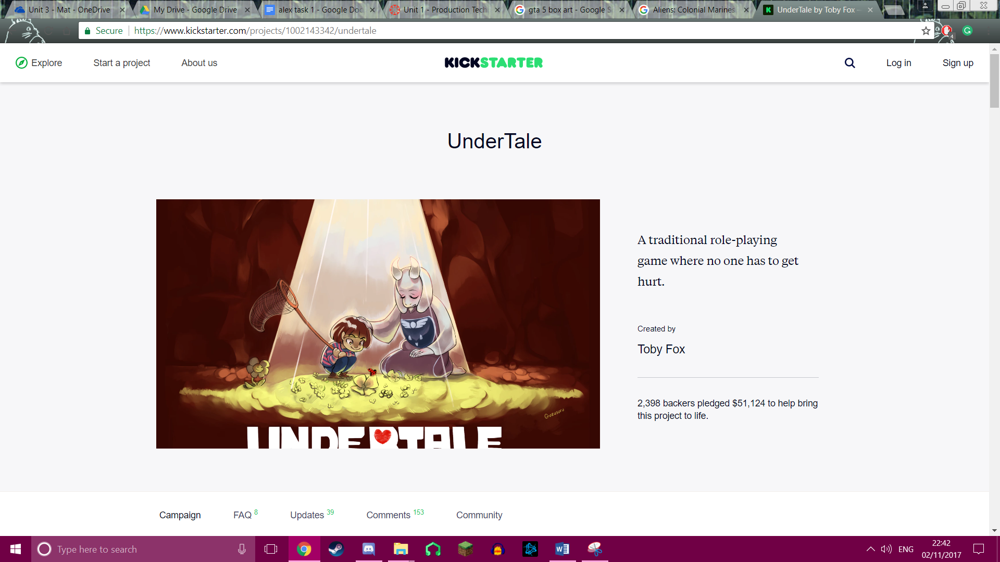 Unit 3 - Mat - OneDrive
My Drive - Google Drive
alex task 1 - Google Doc
Unit 1 - Production Tech
gta 5 box art - Google S
Aliens: Colonial Marines
UnderTale by Toby Fox –
Secure
https://www.kickstarter.com/projects/1002143342/undertale
4
G
Explore
Start a project
About us
KICKSTARTER
Log in
Sign up
UnderTale
A traditional role-playing
game where no one has to get
hurt.
Created by
Toby Fox
2,398 backers pledged $51,124 to help bring
this project to life.
Guzusuru
UNDERTALE
Campaign
FAQ 8
Updates 39
Comments 153
Community
Type here to search
ENG
22:42
02/11/2017